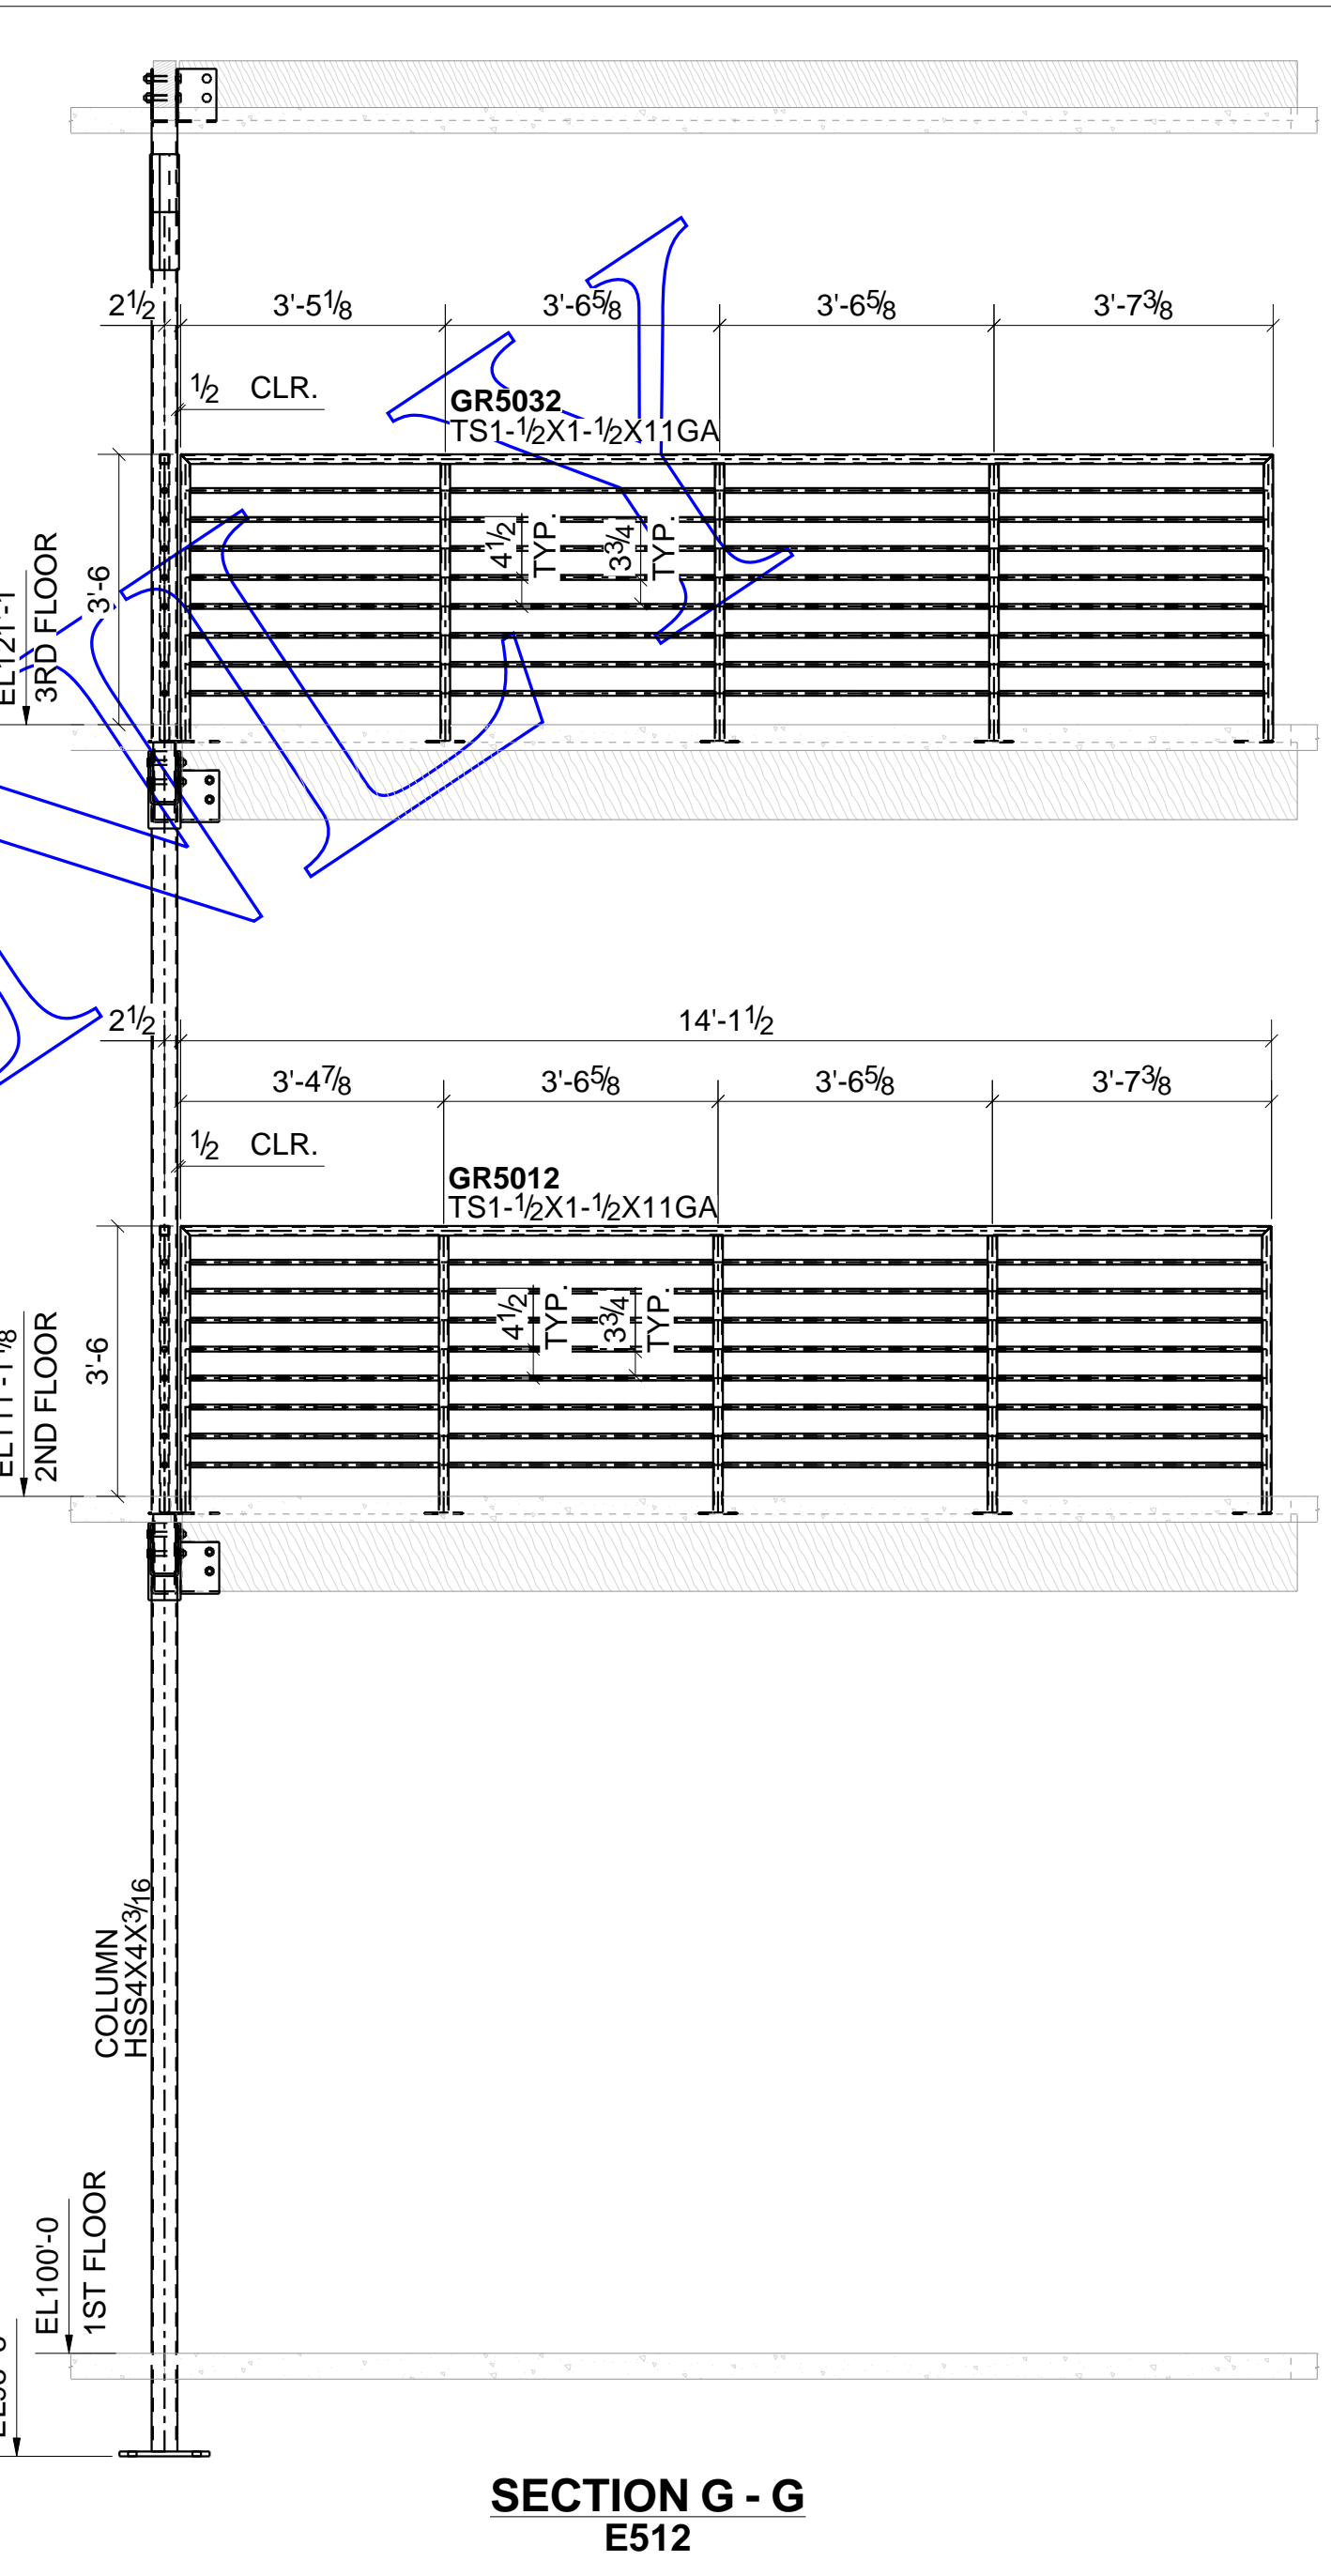 2½
3'-5⅛
3'-6⅝
3'-6⅝
3'-7⅜
½ CLR.
GR5032
TS1-½X1-½X11GA
4½
TYP.
3¾
TYP.
3'-6
3RD FLOOR
2½
14'-1½
3'-4⅞
3'-6⅝
3'-6⅝
3'-7⅜
½ CLR.
GR5012
TS1-½X1-½X11GA
4½
TYP.
3¾
TYP.
3'-6
2ND FLOOR
COLUMN
HSS4X4X3/16
EL100'-0
1ST FLOOR
SECTION G - G
E512